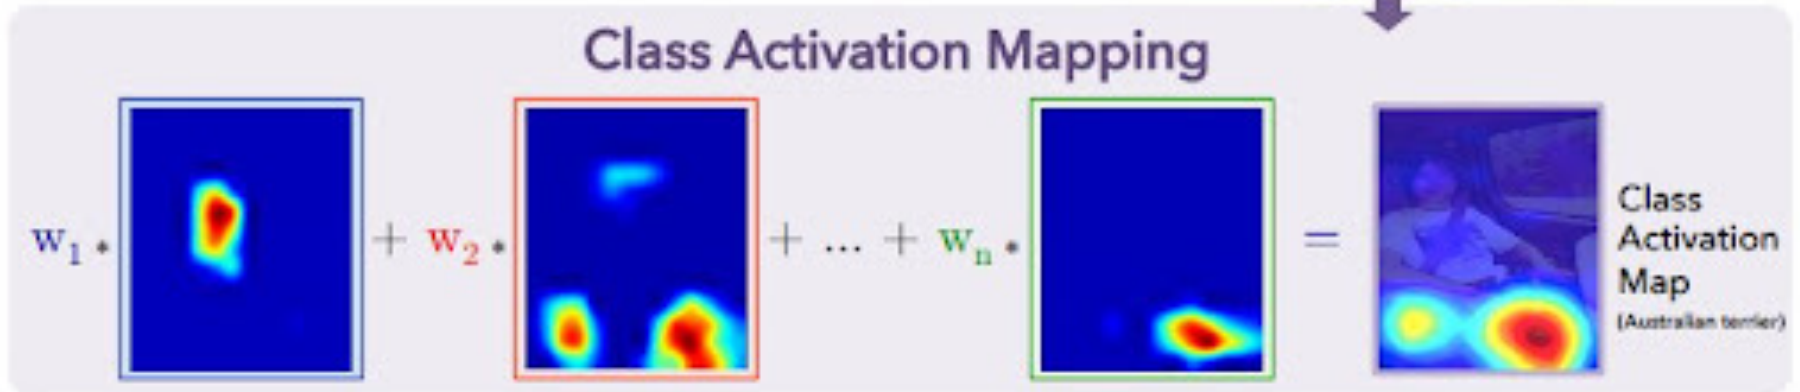 Class Activation Mapping
w1 * + w2 * + ... + wn * =
Class
Activation
Map
(Australian terrier)